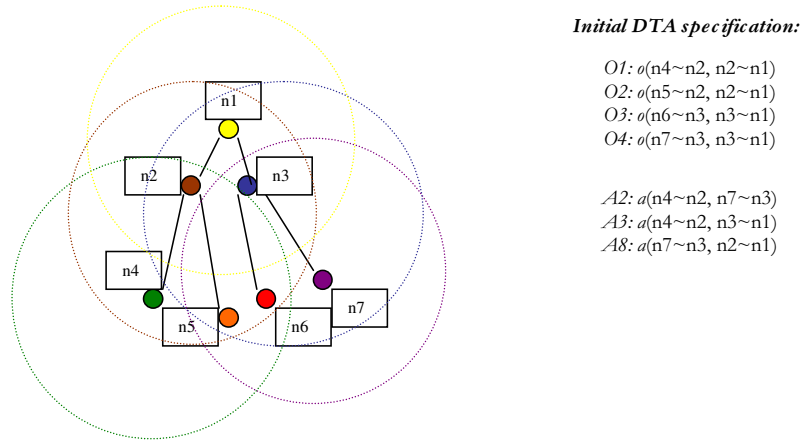 Initial DTA specification:
n1
n2
n3
n4
n5
n6
n7
O1: o(n4~n2, n2~n1)
O2: o(n5~n2, n2~n1)
O3: o(n6~n3, n3~n1)
O4: o(n7~n3, n3~n1)
A2: a(n4~n2, n7~n3)
A3: a(n4~n2, n3~n1)
A8: a(n7~n3, n2~n1)